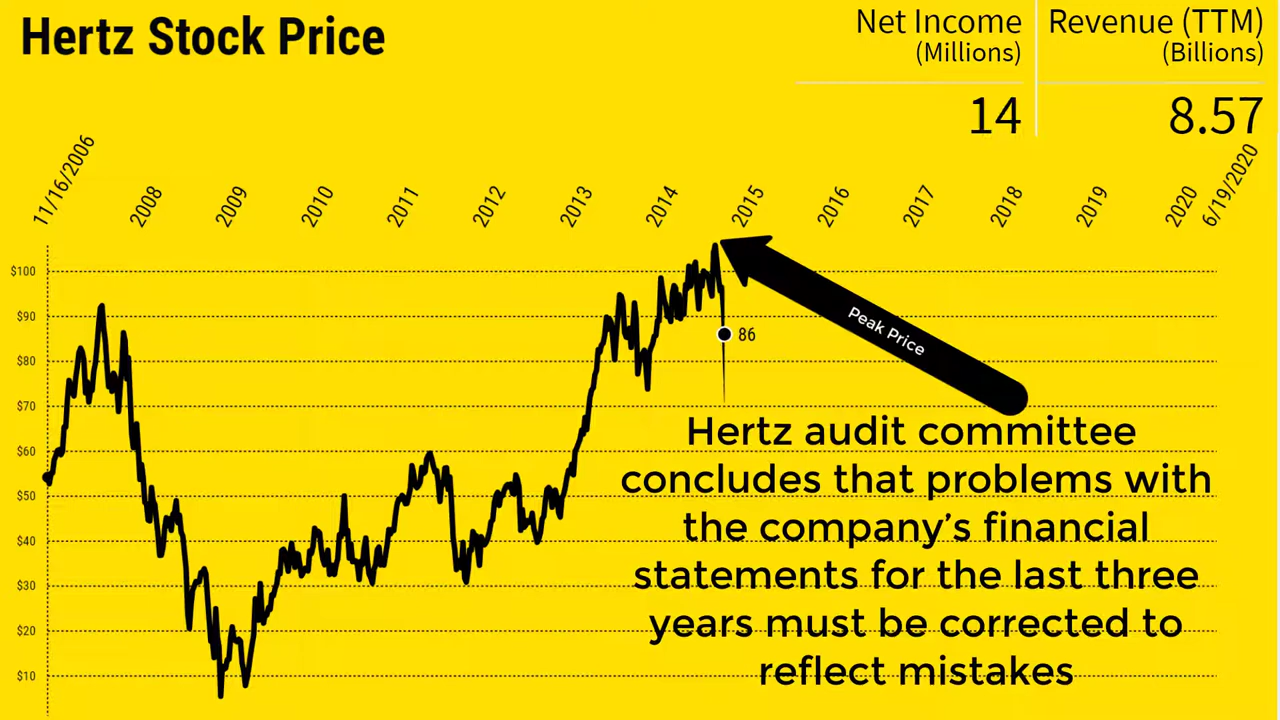 Hertz Stock Price
Net Income
(Millions)
14
Revenue (TTM)
(Billions)
8.57
11/16/2006
2008
2009
2010
2011
2012
2013
2014
2015
2016
2017
2018
2019
2020
6/19/2020
$100
$90
$80
$70
$60
$50
$40
$30
$20
$10
Peak Price
86
Hertz audit committee
concludes that problems with
the company’s financial
statements for the last three
years must be corrected to
reflect mistakes